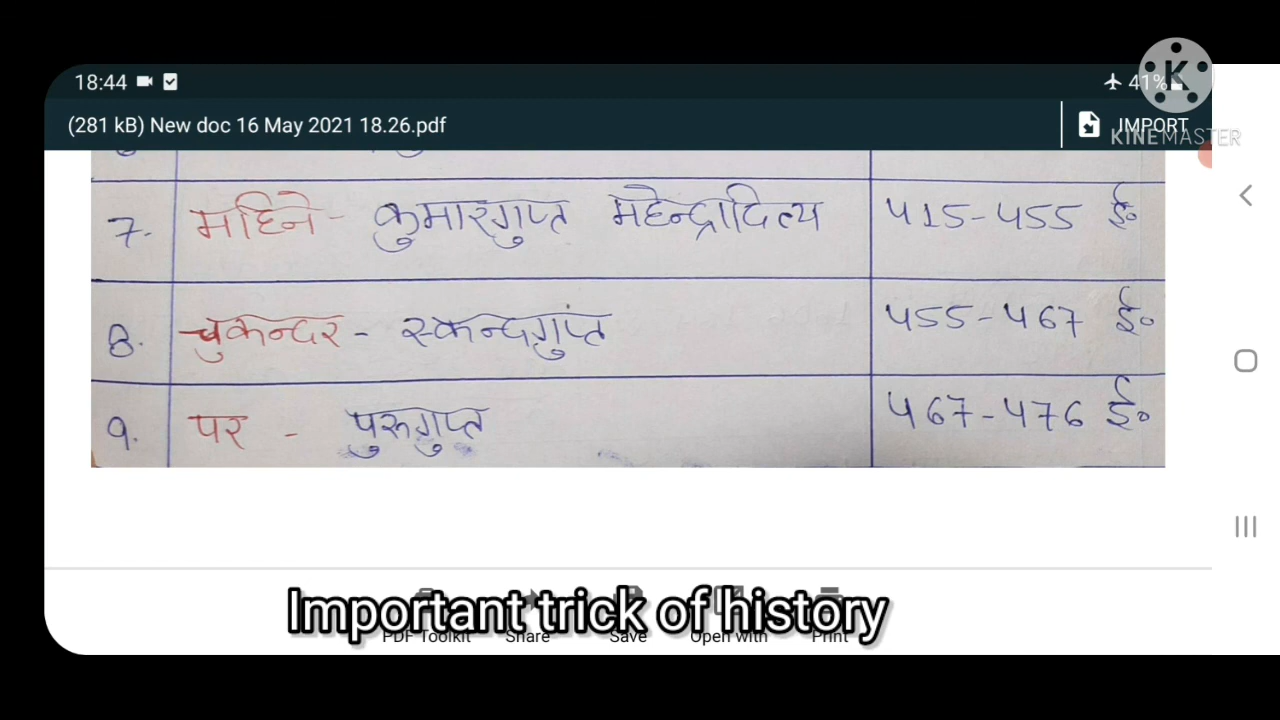 18:44
41%
(281 kB) New doc 16 May 2021 18.26.pdf
IMPORT
K
KINEMASTER
7. महिने - कुमारगुप्त महेन्द्रादित्य 415-455 ई०
8. चुकन्दर - स्कन्दगुप्त 455-467 ई०
9. पर - पुरुगुप्त 467-476 ई०
Important trick of history
PDF Toolkit Share Save Open with Print